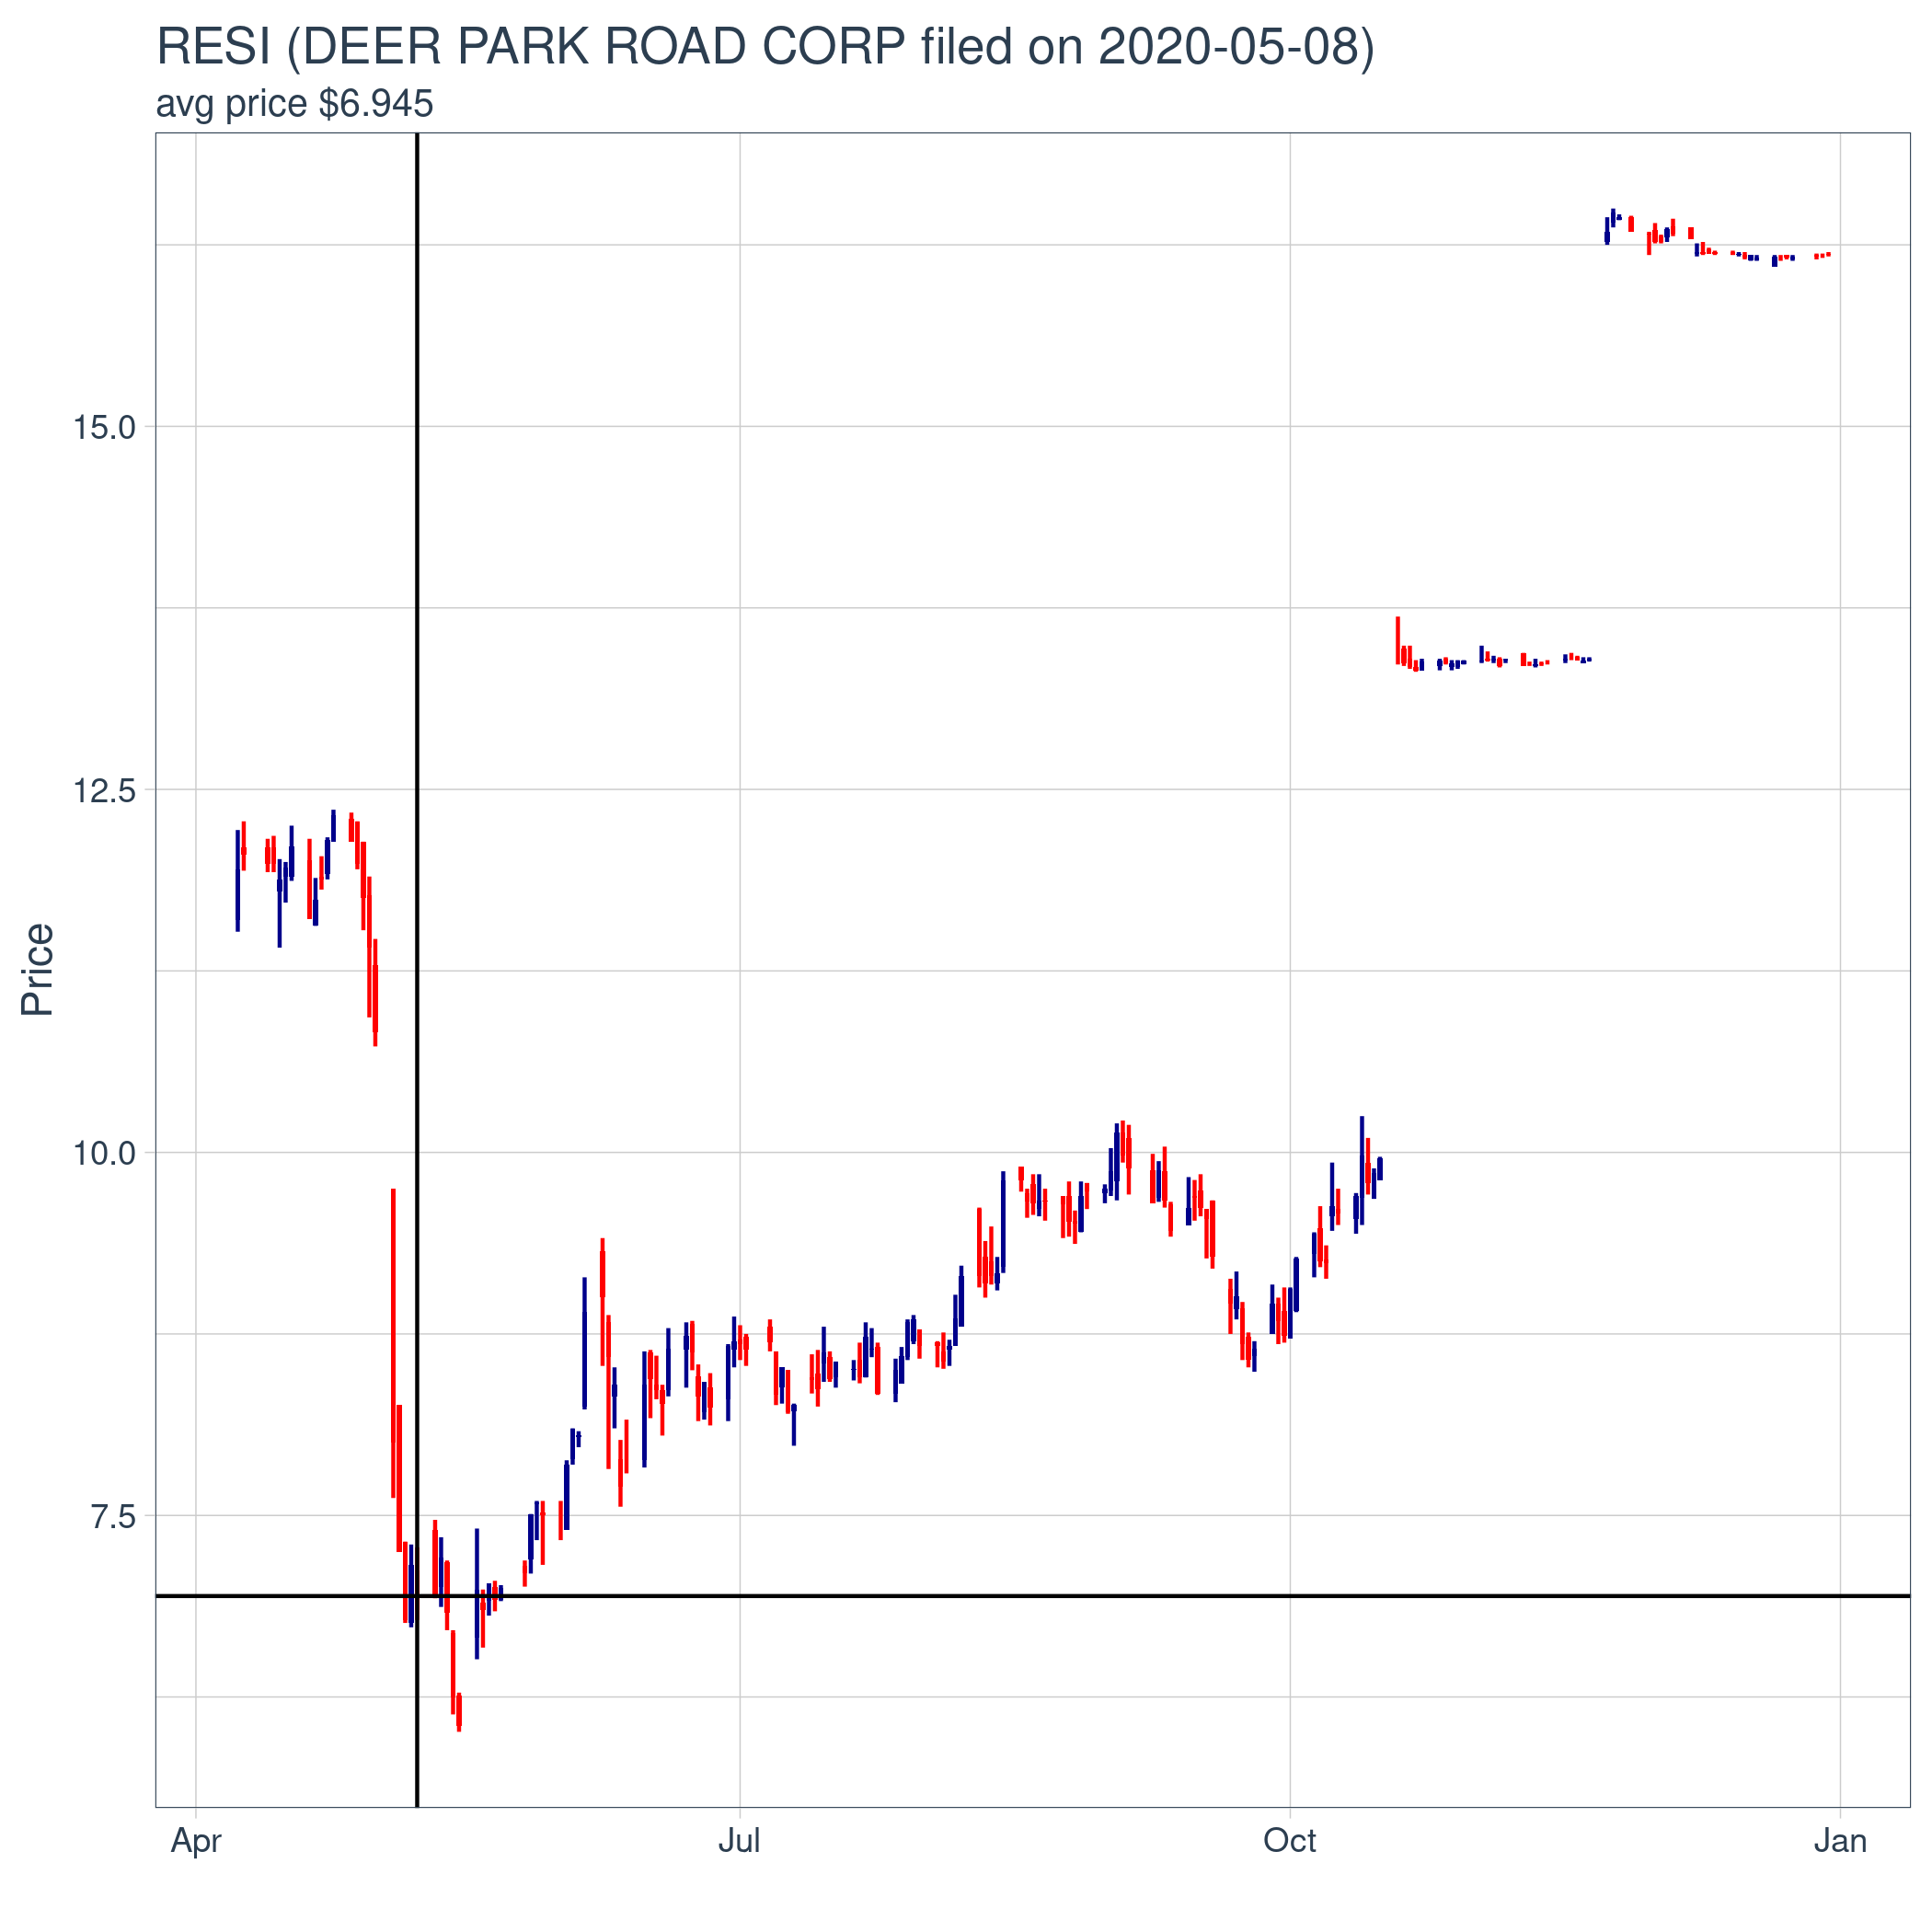 RESI (DEER PARK ROAD CORP filed on 2020-05-08)
avg price $6.945
15.0
12.5
10.0
7.5
Price
Apr
Jul
Oct
Jan